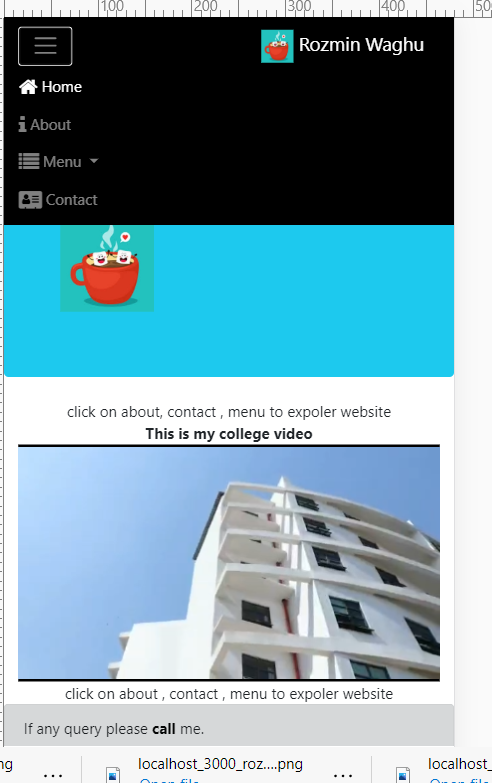 100
200
300
400
500
Rozmin Waghu
Home
About
Menu
Contact
click on about, contact , menu to expoler website
This is my college video
click on about , contact , menu to expoler website
If any query please call me.
ng
...
localhost_3000_roz....png
...
localhost_
Open file
Open file